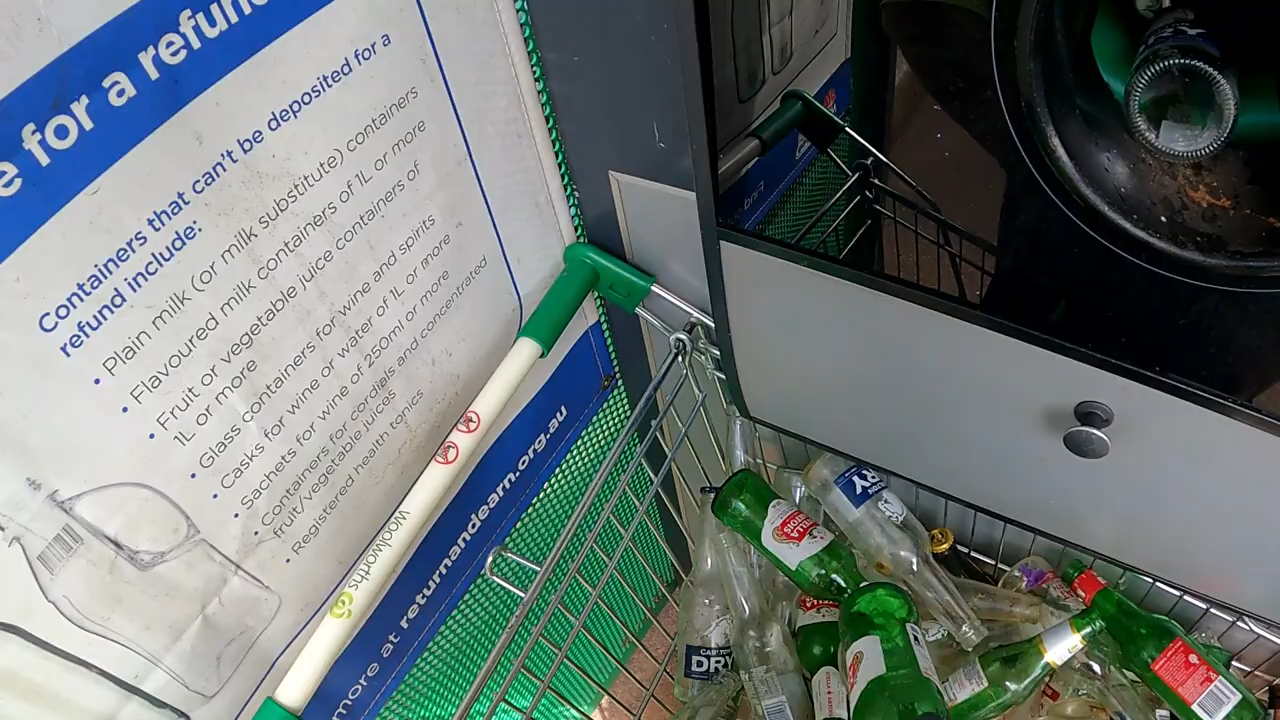 e for a refund
Containers that can't be deposited for a
refund include:
• Plain milk (or milk substitute) containers
• Flavoured milk containers of 1L or more
• Fruit or vegetable juice containers of
1L or more
• Glass containers for wine and spirits
• Casks for wine or water of 1L or more
• Sachets for wine of 250ml or more
• Containers for cordials and concentrated
fruit/vegetable juices
• Registered health tonics
more at returnandearn.org.au
Woolworths
STELLA
ARTOIS
DRY
CARLTON
DRY